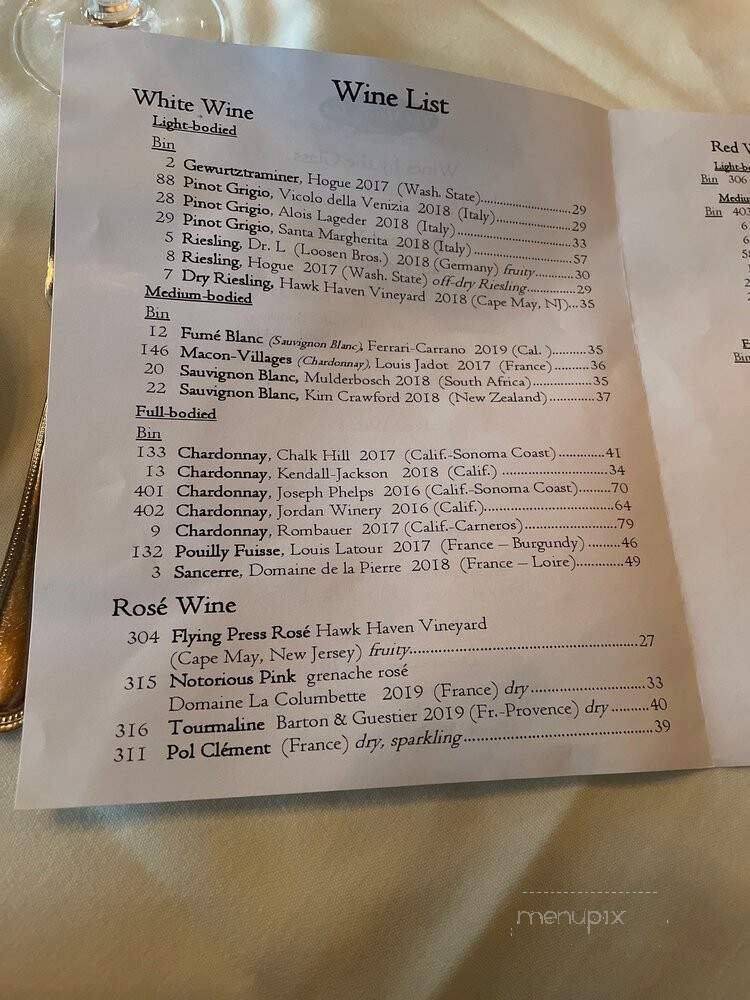 Wine List
White Wine
Light-bodied
Bin
2 Gewurtztraminer, Hogue 2017 (Wash. State)..............................29
88 Pinot Grigio, Vicolo della Venizia 2018 (Italy)..........................29
28 Pinot Grigio, Alois Lageder 2018 (Italy)..............................33
29 Pinot Grigio, Santa Margherita 2018 (Italy)..........................57
5 Riesling, Dr. L (Loosen Bros.) 2018 (Germany) fruity............30
8 Riesling, Hogue 2017 (Wash. State) off-dry Riesling..............29
7 Dry Riesling, Hawk Haven Vineyard 2018 (Cape May, NJ)...35
Medium-bodied
Bin
12 Fumé Blanc (Sauvignon Blanc), Ferrari-Carrano 2019 (Cal. )..........35
146 Macon-Villages (Chardonnay), Louis Jadot 2017 (France)............36
20 Sauvignon Blanc, Mulderbosch 2018 (South Africa)...............35
22 Sauvignon Blanc, Kim Crawford 2018 (New Zealand)............37
Full-bodied
Bin
133 Chardonnay, Chalk Hill 2017 (Calif.-Sonoma Coast)............41
13 Chardonnay, Kendall-Jackson 2018 (Calif.) ..........................34
401 Chardonnay, Joseph Phelps 2016 (Calif.-Sonoma Coast)........70
402 Chardonnay, Jordan Winery 2016 (Calif.)..............................64
9 Chardonnay, Rombauer 2017 (Calif.-Carneros)......................79
132 Pouilly Fuisse, Louis Latour 2017 (France – Burgundy) ........46
3 Sancerre, Domaine de la Pierre 2018 (France – Loire)............49
Rosé Wine
304 Flying Press Rosé Hawk Haven Vineyard
(Cape May, New Jersey) fruity..................................................27
315 Notorious Pink grenache rosé
Domaine La Columbette 2019 (France) dry.........................33
316 Tourmaline Barton & Guestier 2019 (Fr.-Provence) dry..........40
311 Pol Clément (France) dry, sparkling.........................................39
Red
Bin 306
Bin 403
Bin
menupix